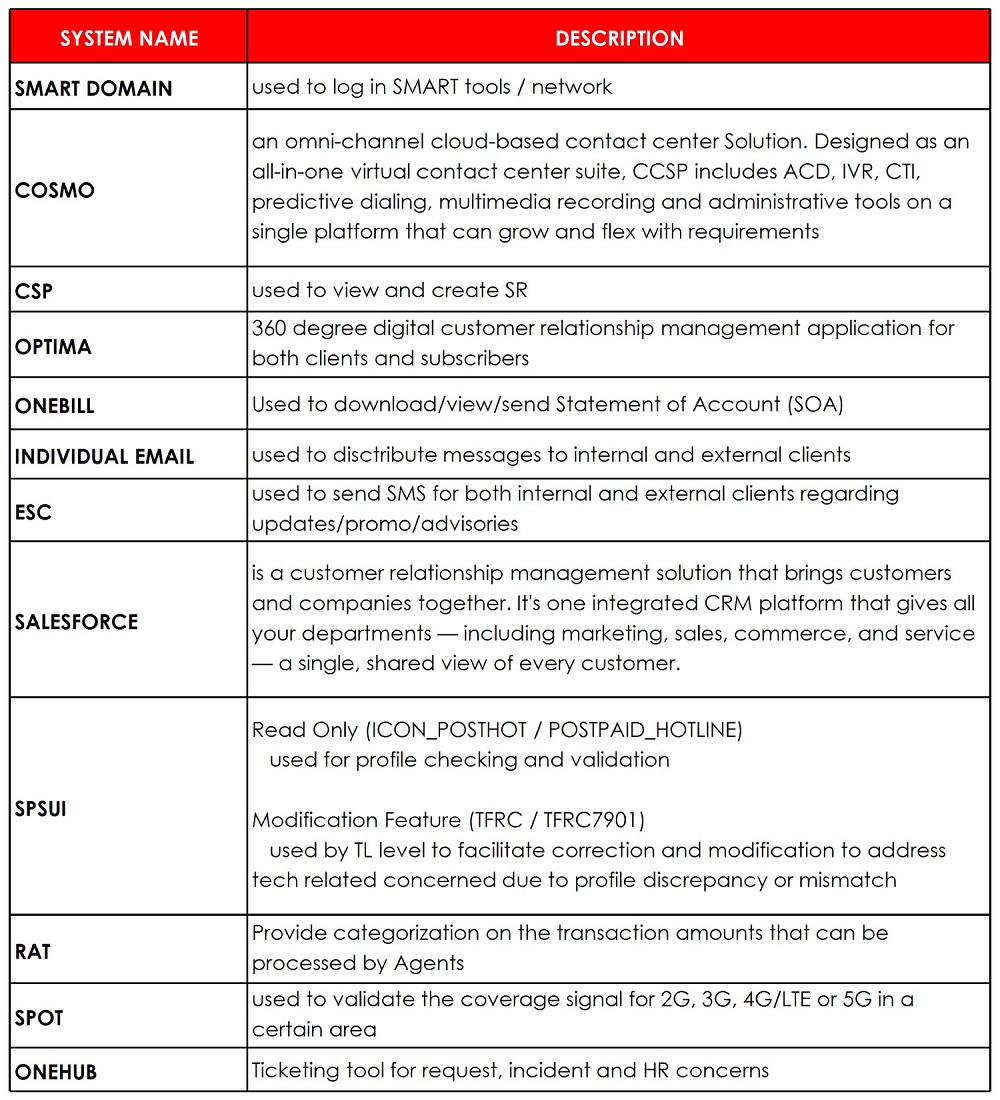 SYSTEM NAME
DESCRIPTION
SMART DOMAIN
used to log in SMART tools / network
COSMO
an omni-channel cloud-based contact center Solution. Designed as an
all-in-one virtual contact center suite, CCSP includes ACD, IVR, CTI,
predictive dialing, multimedia recording and administrative tools on a
single platform that can grow and flex with requirements
CSP
used to view and create SR
OPTIMA
360 degree digital customer relationship management application for
both clients and subscribers
ONEBILL
Used to download/view/send Statement of Account (SOA)
INDIVIDUAL EMAIL
used to disctribute messages to internal and external clients
ESC
used to send SMS for both internal and external clients regarding
updates/promo/advisories
SALESFORCE
is a customer relationship management solution that brings customers
and companies together. It's one integrated CRM platform that gives all
your departments — including marketing, sales, commerce, and service
— a single, shared view of every customer.
SPSUI
Read Only (ICON_POSTHOT / POSTPAID_HOTLINE)
used for profile checking and validation
Modification Feature (TFRC / TFRC7901)
used by TL level to facilitate correction and modification to address
tech related concerned due to profile discrepancy or mismatch
RAT
Provide categorization on the transaction amounts that can be
processed by Agents
SPOT
used to validate the coverage signal for 2G, 3G, 4G/LTE or 5G in a
certain area
ONEHUB
Ticketing tool for request, incident and HR concerns